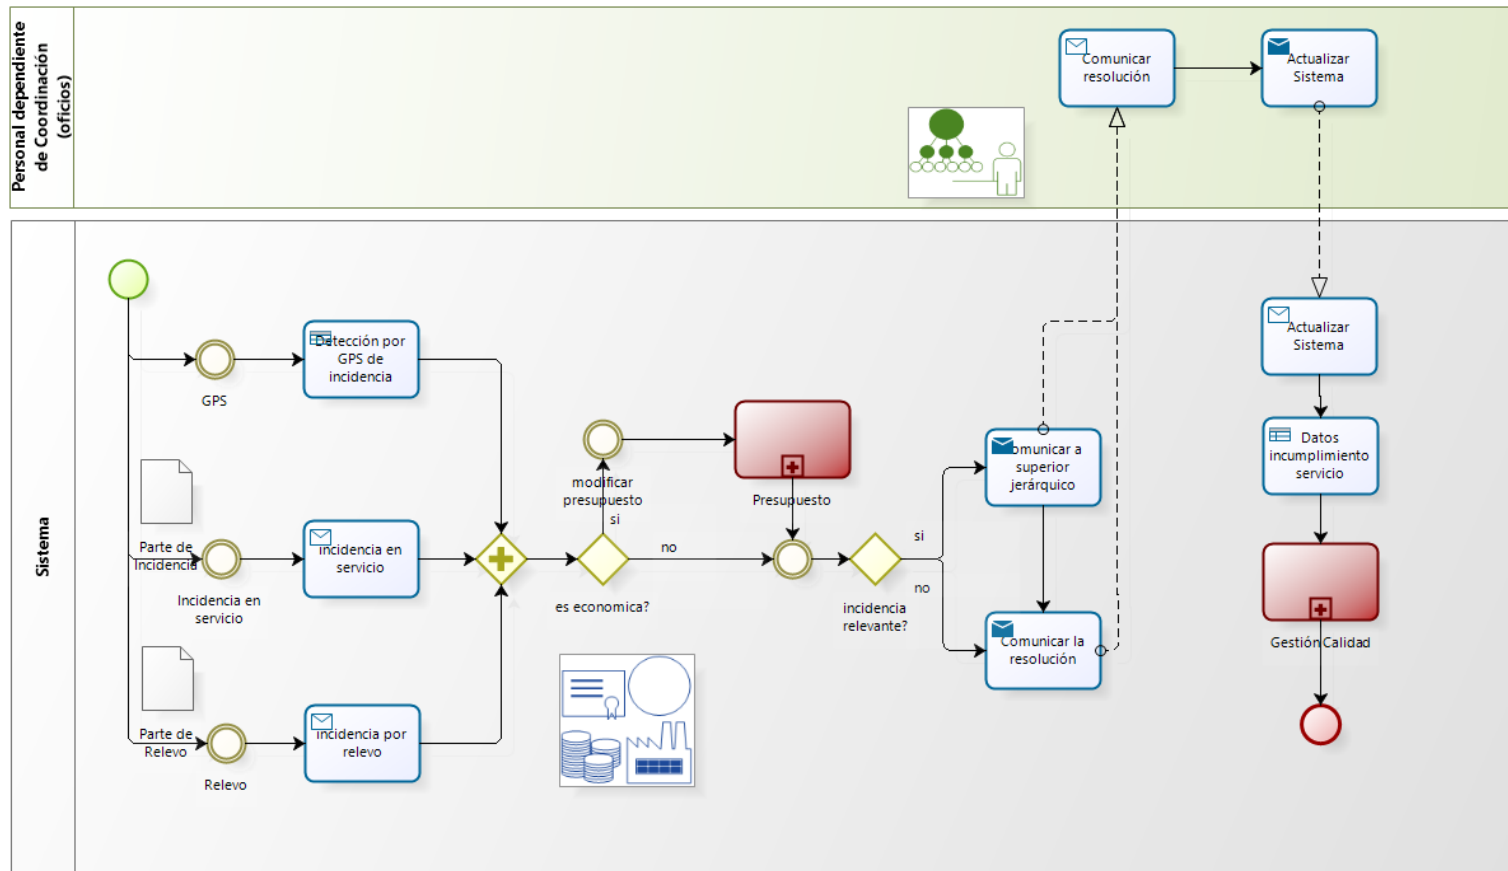 Personal dependiente
de Coordinación
(oficios)
Comunicar
resolución
Actualizar
Sistema
Sistema
Detección por
GPS de
incidencia
GPS
Parte de
Incidencia
Incidencia en
servicio
incidencia en
servicio
Parte de
Relevo
Relevo
incidencia por
relevo
modificar
presupuesto
si
es economica?
no
Presupuesto
incidencia
relevante?
si
no
Comunicar a
superior
jerárquico
Comunicar la
resolución
Actualizar
Sistema
Datos
incumplimiento
servicio
Gestión Calidad